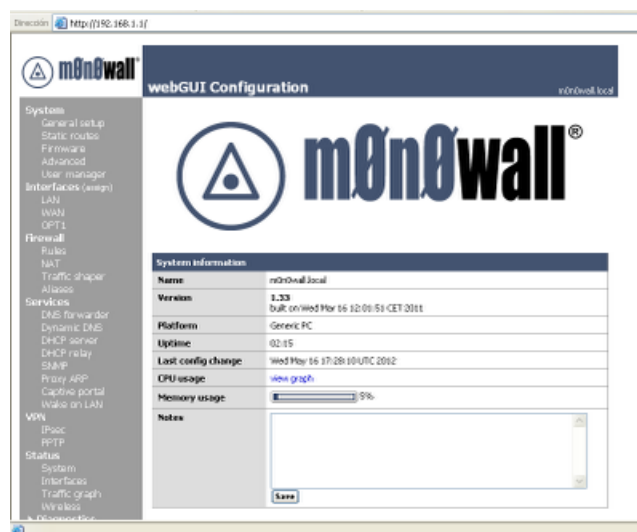 Dirección http://192.168.1.1/
m0n0wall®
webGUI Configuration
m0n0wall.local
System
General setup
Static routes
Firmware
Advanced
User manager
Interfaces (assign)
LAN
WAN
OPT1
Firewall
Rules
NAT
Traffic shaper
Aliases
Services
DNS forwarder
Dynamic DNS
DHCP server
DHCP relay
SNMP
Proxy ARP
Captive portal
Wake on LAN
VPN
IPsec
PPTP
Status
System
Interfaces
Traffic graph
Wireless
Diagnostics
m0n0wall®
System information
Name m0n0wall.local
Version 1.33
built on Wed Mar 16 12:01:51 CET 2011
Platform Generic PC
Uptime 02:15
Last config change Wed May 16 17:28:10 UTC 2012
CPU usage view graph
Memory usage 5%
Notes
Save